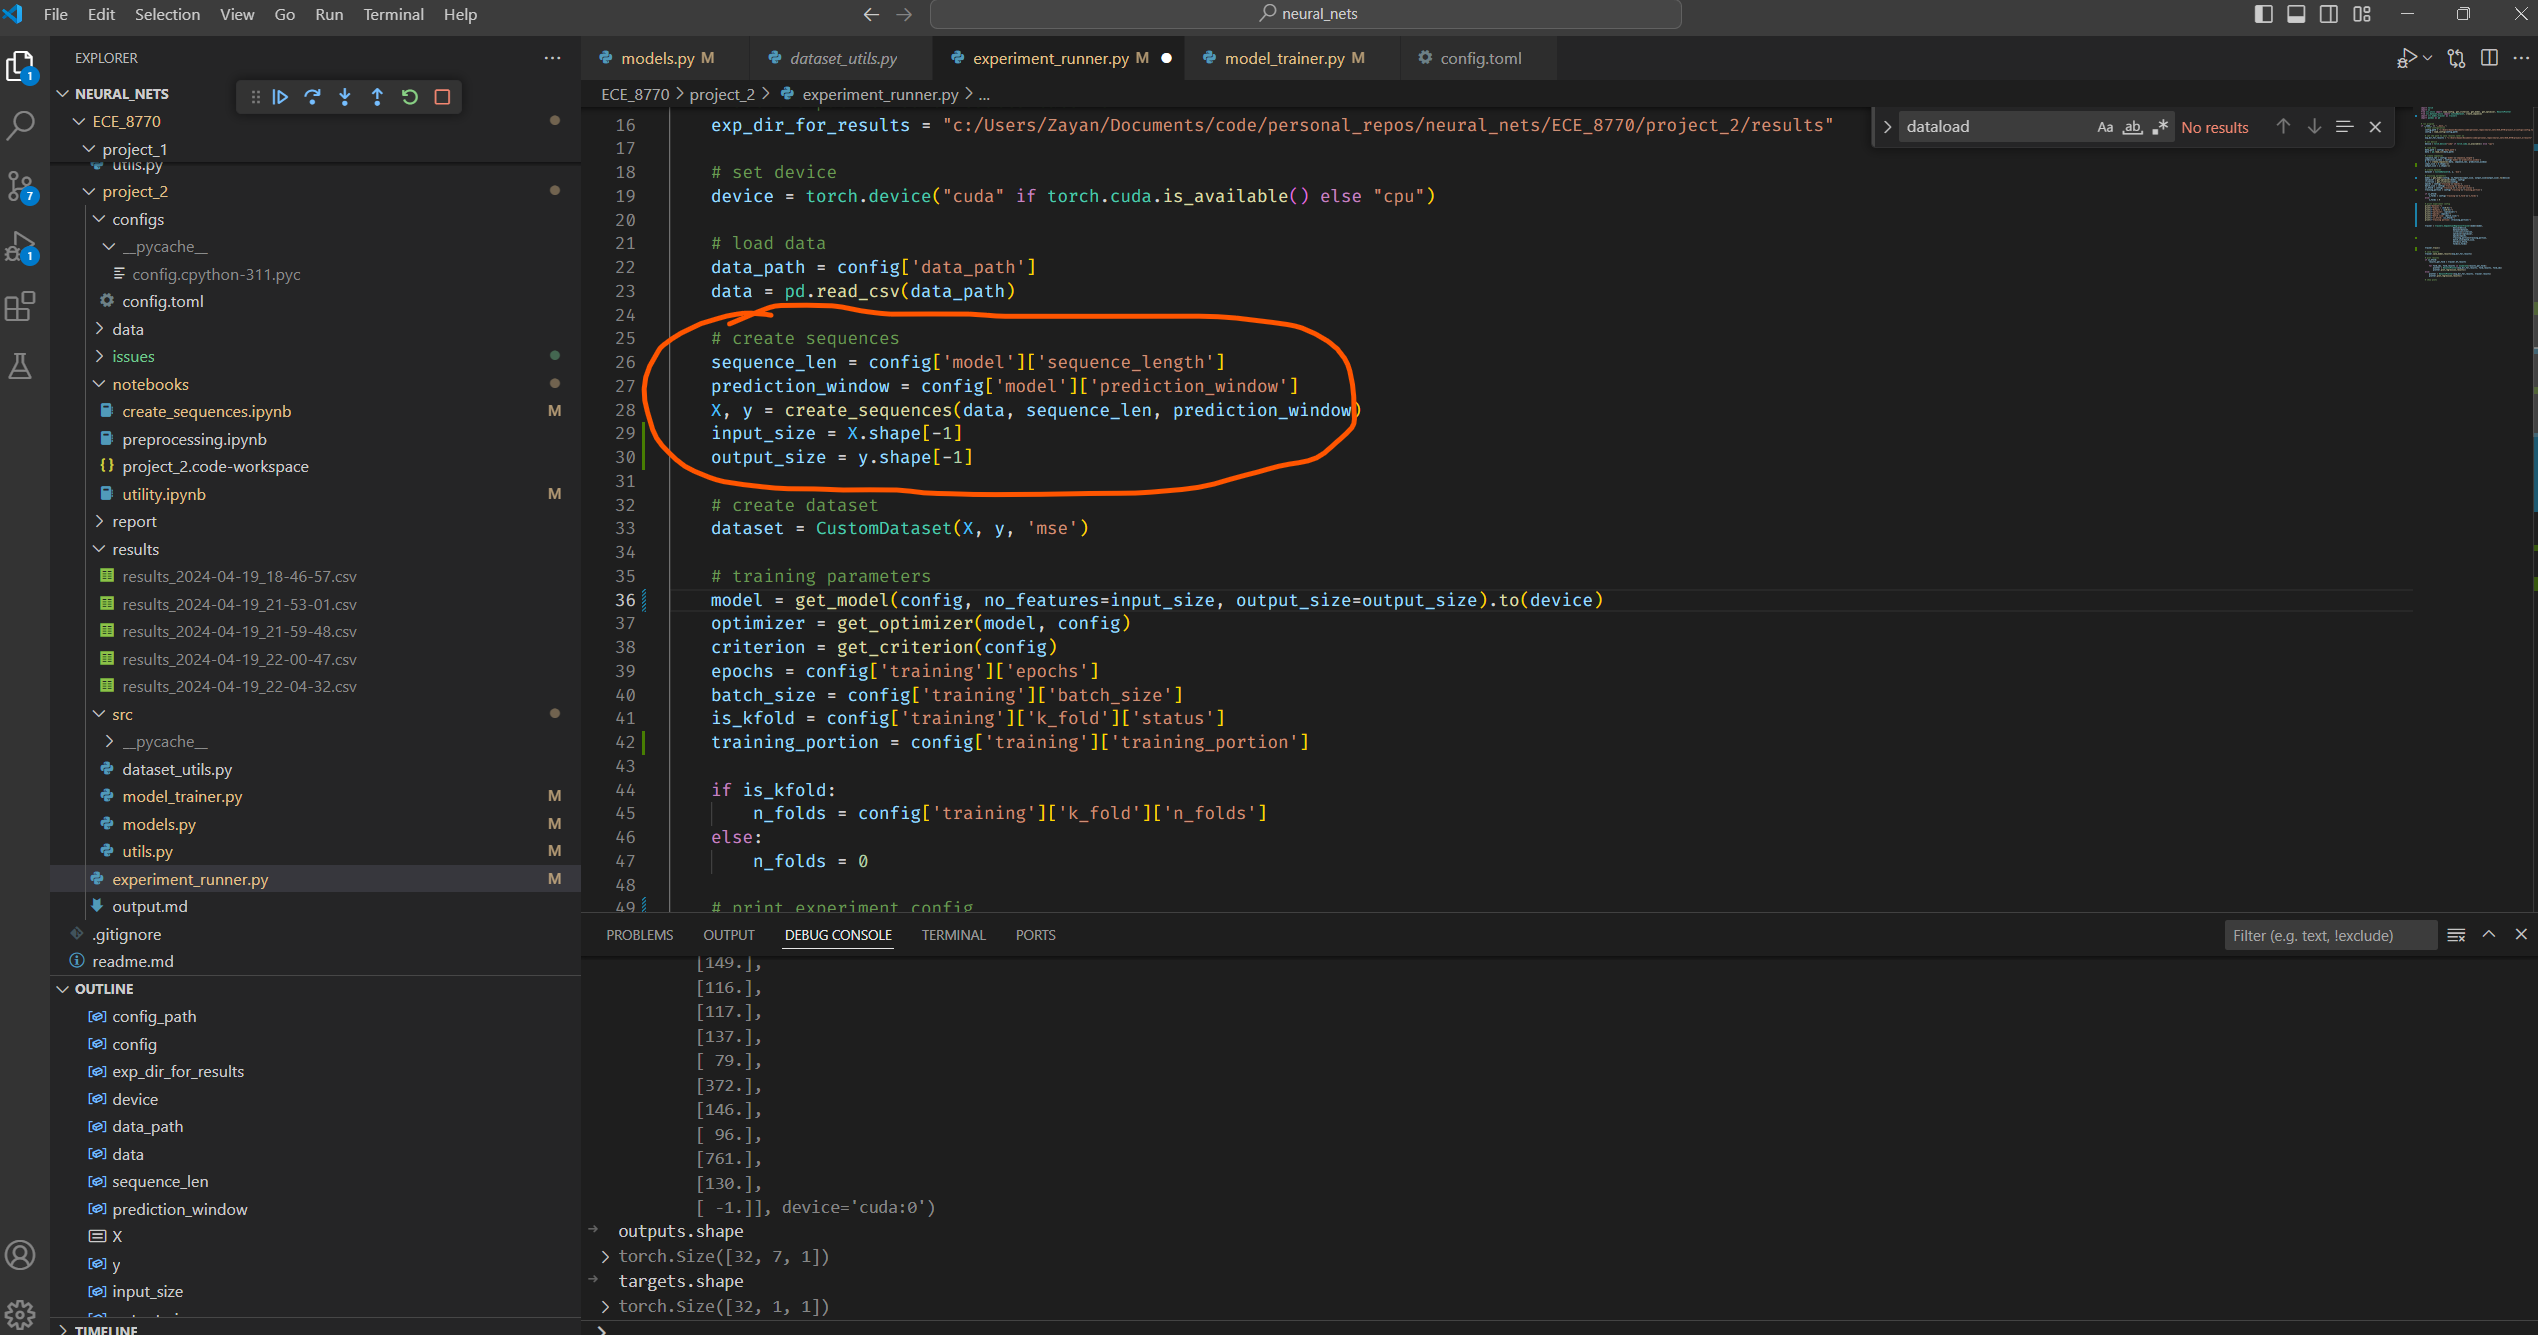 File Edit Selection View Go Run Terminal Help
neural_nets
EXPLORER
NEURAL_NETS
ECE_8770
project_1
utils.py
project_2
configs
__pycache__
config.cpython-311.pyc
config.toml
data
issues
notebooks
create_sequences.ipynb M
preprocessing.ipynb
project_2.code-workspace
utility.ipynb M
report
results
results_2024-04-19_18-46-57.csv
results_2024-04-19_21-53-01.csv
results_2024-04-19_21-59-48.csv
results_2024-04-19_22-00-47.csv
results_2024-04-19_22-04-32.csv
src
__pycache__
dataset_utils.py
model_trainer.py M
models.py M
utils.py M
experiment_runner.py M
output.md
.gitignore
readme.md
OUTLINE
config_path
config
exp_dir_for_results
device
data_path
data
sequence_len
prediction_window
X
y
input_size
TIMELINE
1
7
1
models.py M
dataset_utils.py
experiment_runner.py M
model_trainer.py M
config.toml
ECE_8770 > project_2 > experiment_runner.py > ...
dataload
Aa ab .*
No results
16 exp_dir_for_results = "c:/Users/Zayan/Documents/code/personal_repos/neural_nets/ECE_8770/project_2/results"
17
18 # set device
19 device = torch.device("cuda" if torch.cuda.is_available() else "cpu")
20
21 # load data
22 data_path = config['data_path']
23 data = pd.read_csv(data_path)
24
25 # create sequences
26 sequence_len = config['model']['sequence_length']
27 prediction_window = config['model']['prediction_window']
28 X, y = create_sequences(data, sequence_len, prediction_window)
29 input_size = X.shape[-1]
30 output_size = y.shape[-1]
31
32 # create dataset
33 dataset = CustomDataset(X, y, 'mse')
34
35 # training parameters
36 model = get_model(config, no_features=input_size, output_size=output_size).to(device)
37 optimizer = get_optimizer(model, config)
38 criterion = get_criterion(config)
39 epochs = config['training']['epochs']
40 batch_size = config['training']['batch_size']
41 is_kfold = config['training']['k_fold']['status']
42 training_portion = config['training']['training_portion']
43
44 if is_kfold:
45 n_folds = config['training']['k_fold']['n_folds']
46 else:
47 n_folds = 0
48
49 # print experiment config
PROBLEMS OUTPUT DEBUG CONSOLE TERMINAL PORTS
Filter (e.g. text, !exclude)
[149.],
[116.],
[117.],
[137.],
[ 79.],
[372.],
[146.],
[ 96.],
[761.],
[130.],
[ -1.]], device='cuda:0')
outputs.shape
torch.Size([32, 7, 1])
targets.shape
torch.Size([32, 1, 1])